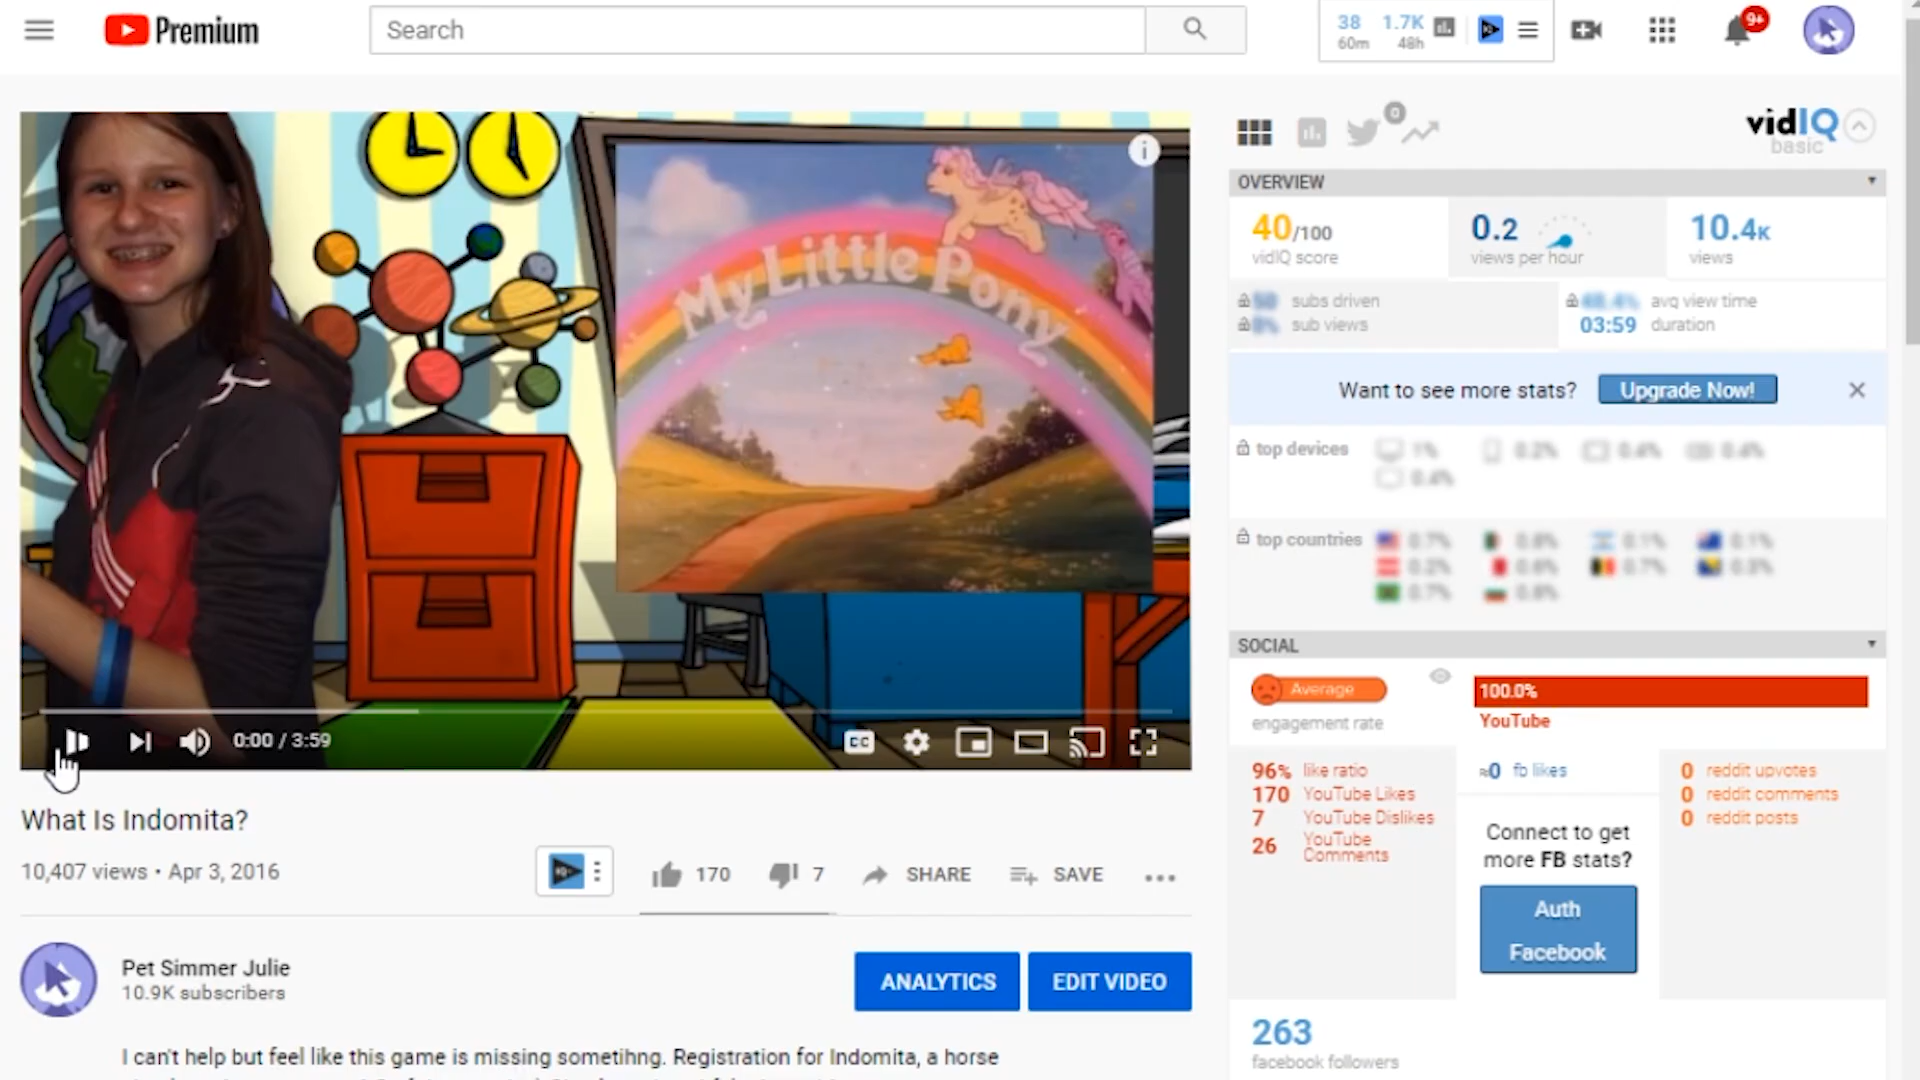 Premium
Search
38 1.7K
60m 48h
9+
0
vidIQ
basic
My Little Pony
i
OVERVIEW
40/100
vidIQ score
0.2
views per hour
10.4K
views
subs driven
sub views
avg view time
03:59 duration
Want to see more stats? Upgrade Now!
top devices
top countries
SOCIAL
Average
engagement rate
100.0%
YouTube
CC
0:00 / 3:59
96% like ratio
170 YouTube Likes
7 YouTube Dislikes
26 YouTube Comments
≈0 fb likes
0 reddit upvotes
0 reddit comments
0 reddit posts
Connect to get
more FB stats?
Auth
Facebook
263
facebook followers
What Is Indomita?
10,407 views • Apr 3, 2016
170 7 SHARE SAVE
Pet Simmer Julie
10.9K subscribers
ANALYTICS EDIT VIDEO
I can't help but feel like this game is missing sometihng. Registration for Indomita, a horse